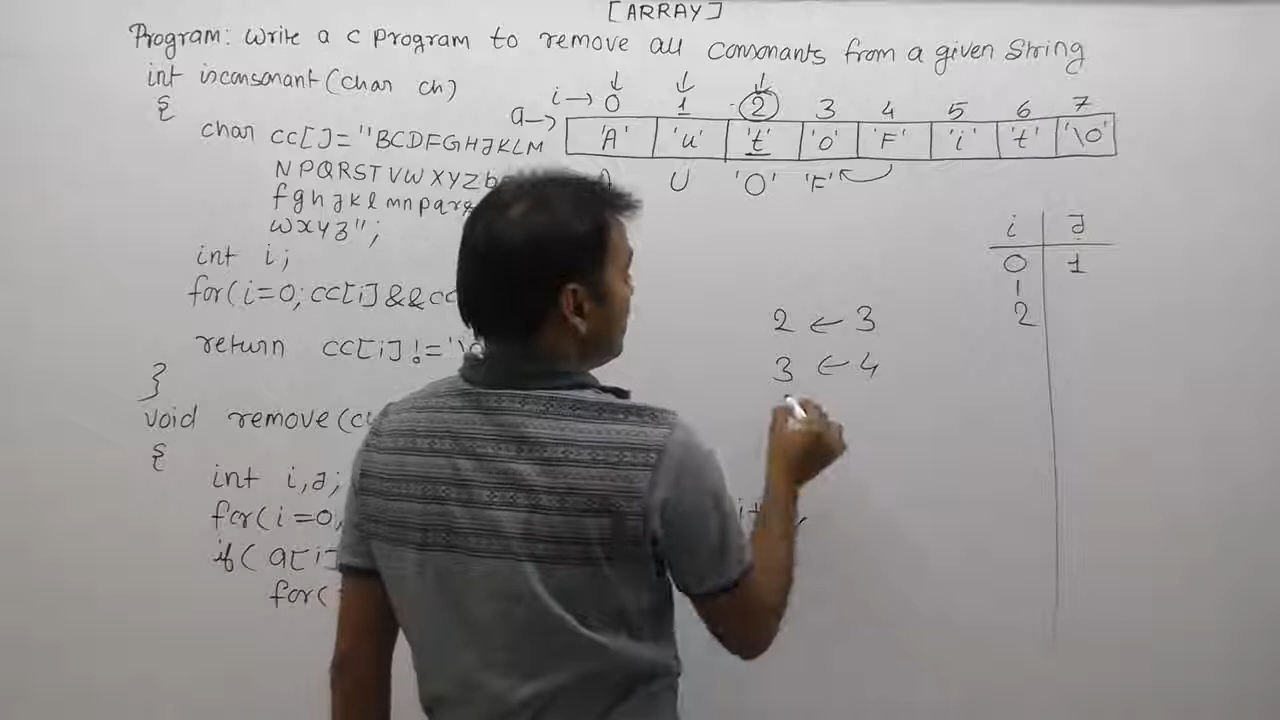 [ARRAY]
Program: Write a c program to remove all consonants from a given String
int isconsonant(char ch)
{
char cc[]="BCDFGHJKLM
NPQRSTVWXYZb
fghjklmnpqrs
wxyz";
int i;
for(i=0;cc[i]&&cc
return cc[i]!='\0
}
void remove(c
{
int i,j;
for(i=0;
if(a[i]
for(
i → 0 1 2 3 4 5 6 7
a → 'A' 'u' 't' 'o' 'F' 'i' 't' '\0'
U 'O' 'F' ←
2 ← 3
3 ← 4
i j
0 1
1
2